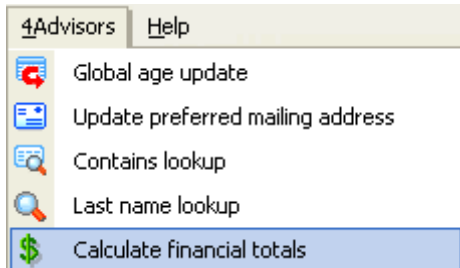 4Advisors Help
Global age update
Update preferred mailing address
Contains lookup
Last name lookup
Calculate financial totals